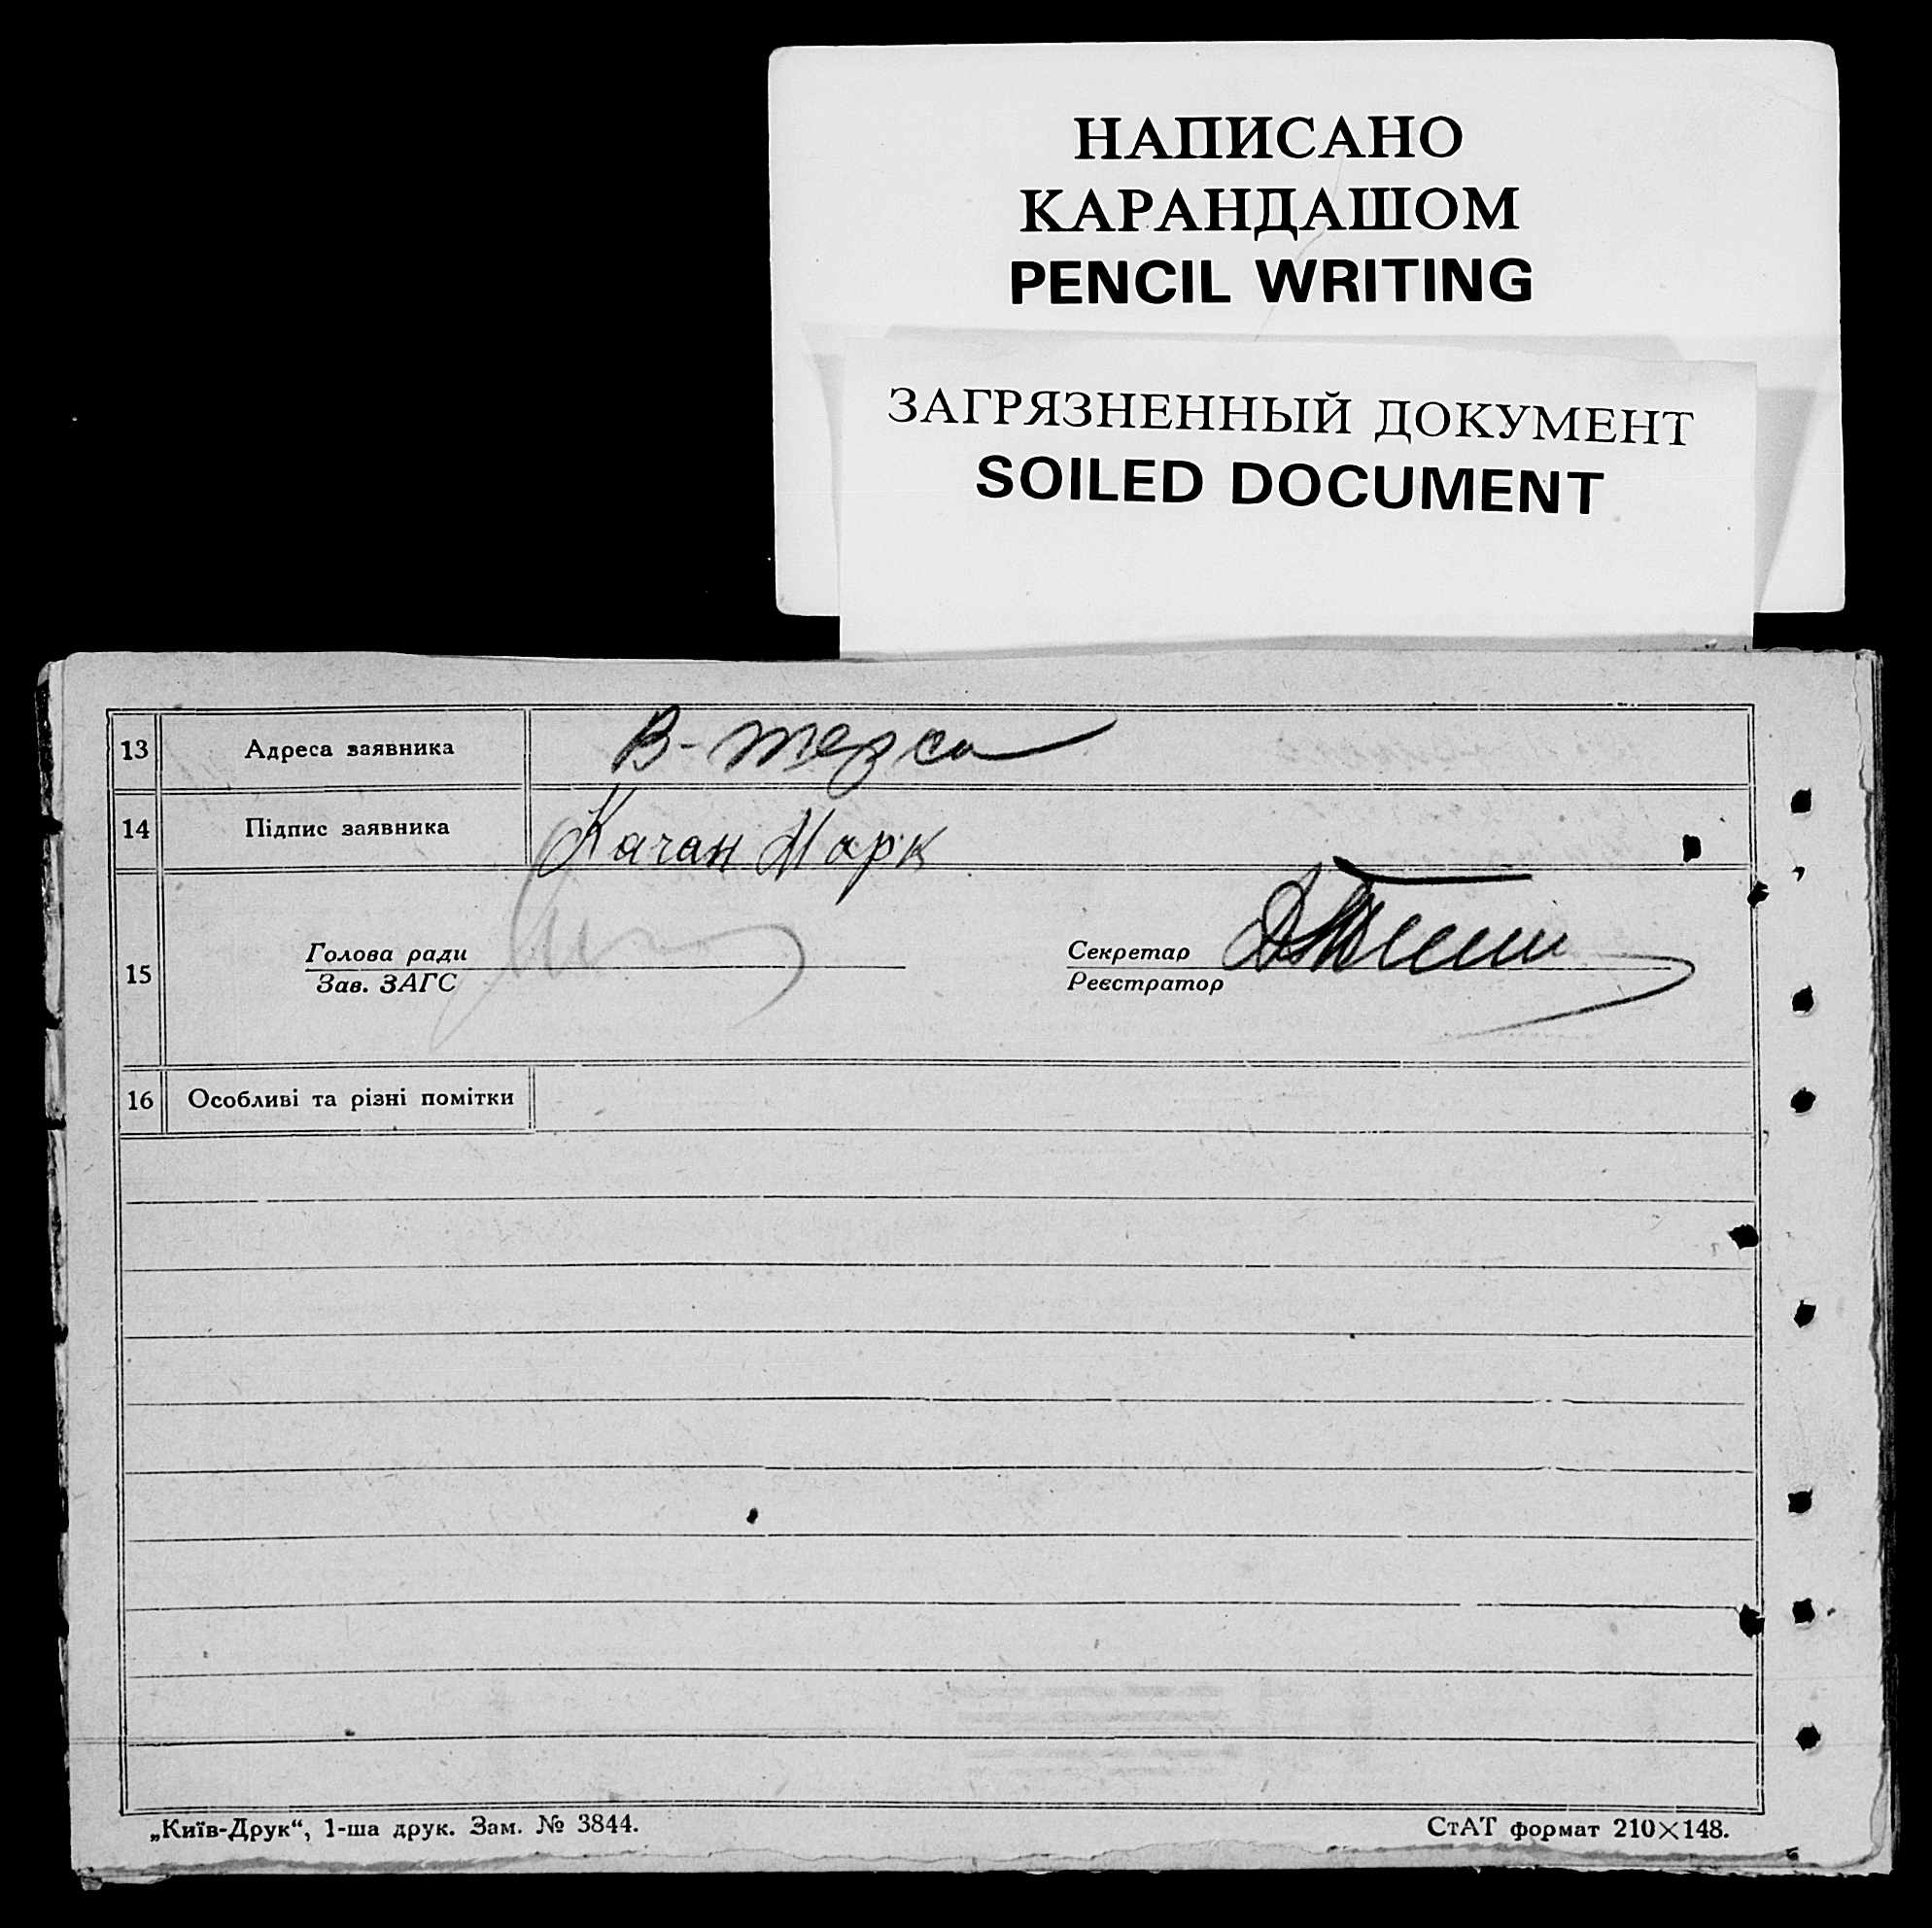 НАПИСАНО
КАРАНДАШОМ
PENCIL WRITING
ЗАГРЯЗНЕННЫЙ ДОКУМЕНТ
SOILED DOCUMENT
13 Адреса заявника В-
14 Підпис заявника Качан Марк
15
Голова ради
Зав. ЗАГС
Секретар
Реєстратор
16 Особливі та різні помітки
„Київ-Друк“, 1-ша друк. Зам. № 3844.
СтАТ формат 210×148.